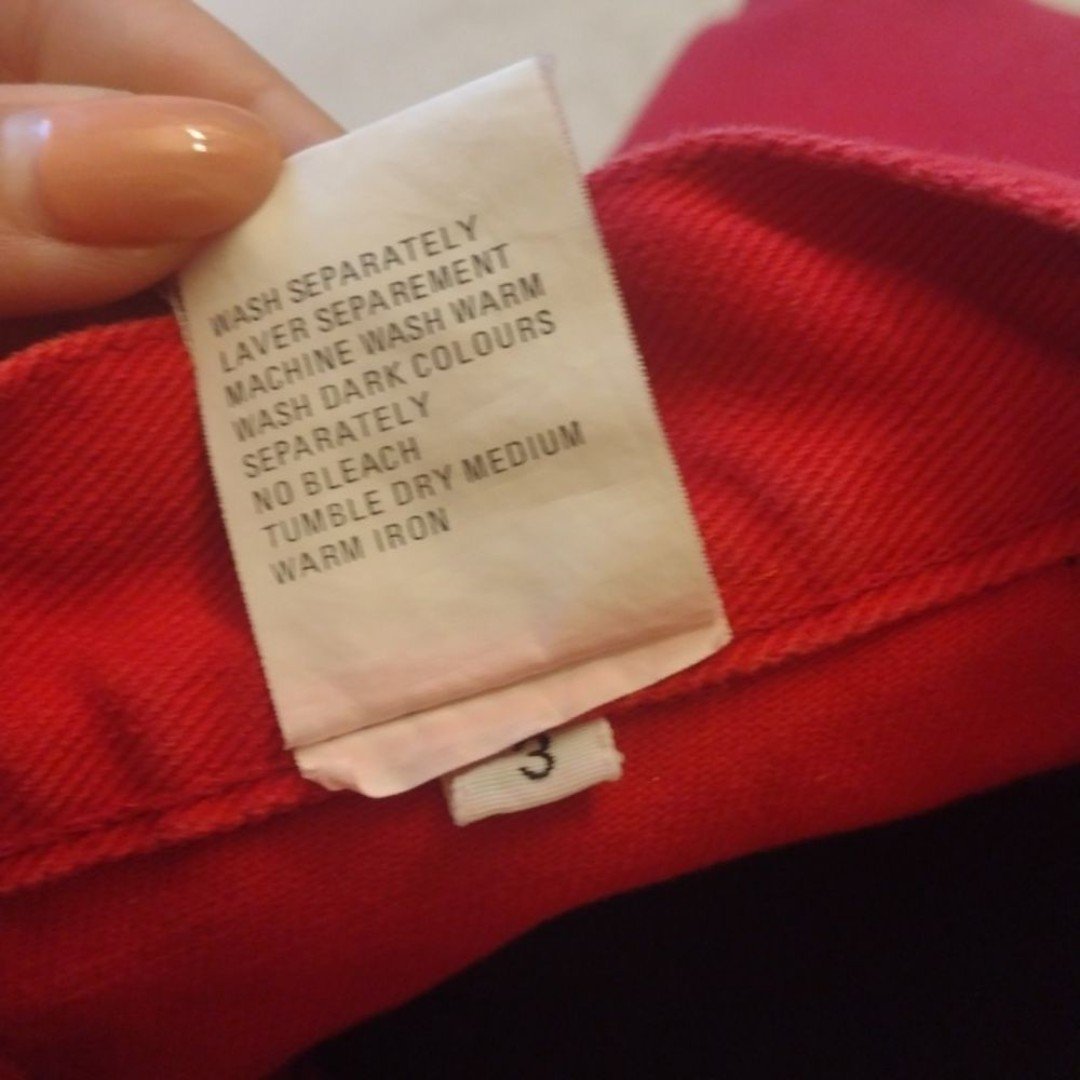 WASH SEPARATELY
LAVER SEPAREMENT
MACHINE WASH WARM
WASH DARK COLOURS
SEPARATELY
NO BLEACH
TUMBLE DRY MEDIUM
WARM IRON
3